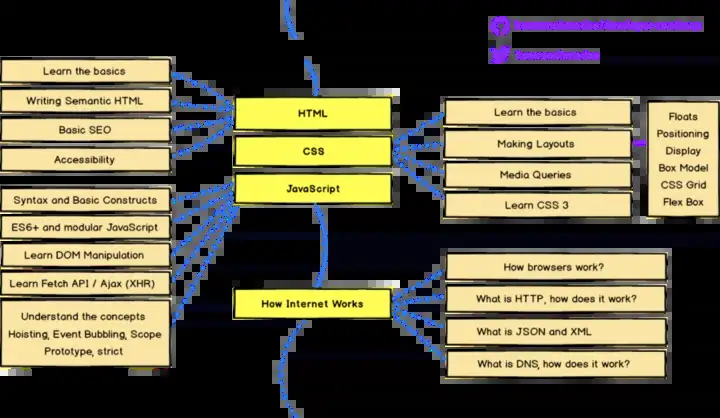 Learn the basics
Writing Semantic HTML
Basic SEO
Accessibility
HTML
CSS
JavaScript
Learn the basics
Making Layouts
Media Queries
Learn CSS 3
Floats
Positioning
Display
Box Model
CSS Grid
Flex Box
Syntax and Basic Constructs
ES6+ and modular JavaScript
Learn DOM Manipulation
Learn Fetch API / Ajax (XHR)
Understand the concepts
Hoisting, Event Bubbling, Scope
Prototype, strict
How Internet Works
How browsers work?
What is HTTP, how does it work?
What is JSON and XML
What is DNS, how does it work?